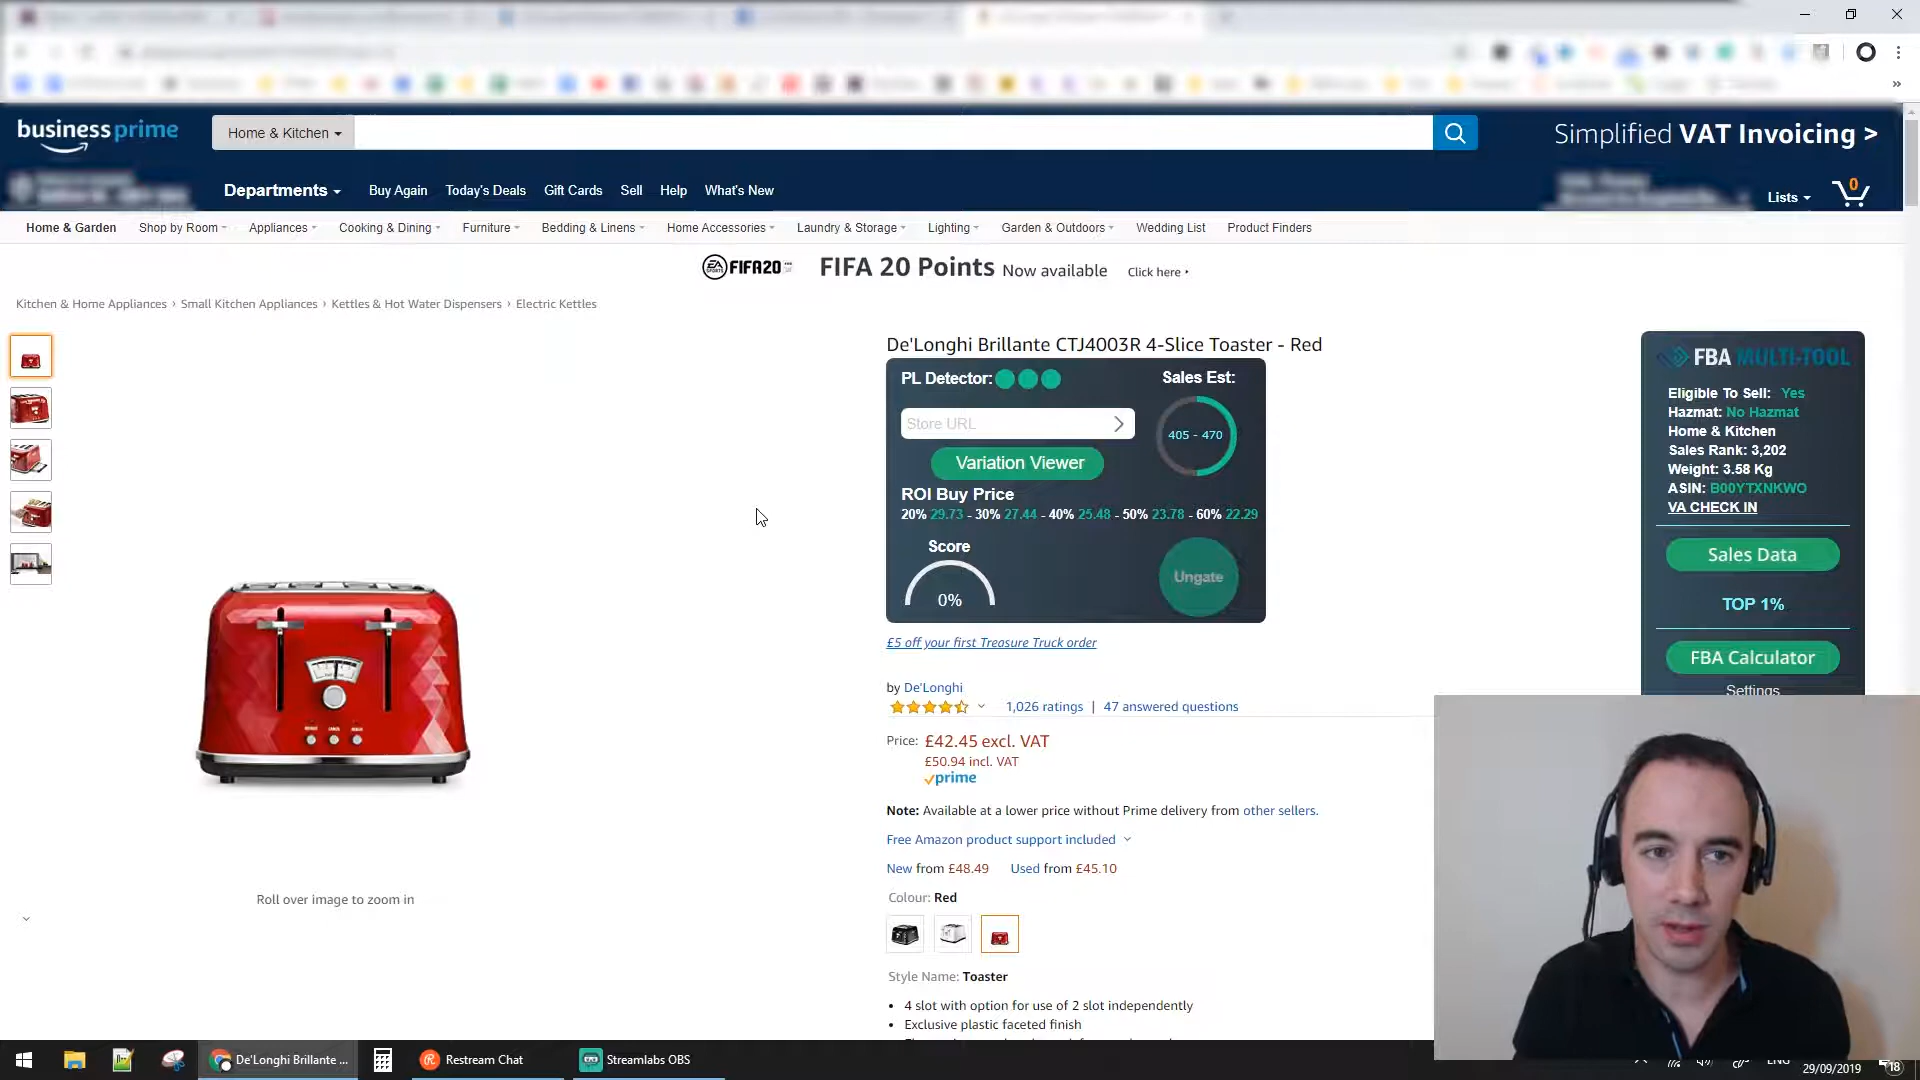 business prime
Home & Kitchen
Simplified VAT Invoicing >
Departments
Buy Again
Today's Deals
Gift Cards
Sell
Help
What's New
Lists
0
Home & Garden
Shop by Room
Appliances
Cooking & Dining
Furniture
Bedding & Linens
Home Accessories
Laundry & Storage
Lighting
Garden & Outdoors
Wedding List
Product Finders
EA SPORTS FIFA20
FIFA 20 Points Now available Click here
Kitchen & Home Appliances › Small Kitchen Appliances › Kettles & Hot Water Dispensers › Electric Kettles
Roll over image to zoom in
De'Longhi Brillante CTJ4003R 4-Slice Toaster - Red
PL Detector:
Sales Est:
Store URL
405 - 470
Variation Viewer
ROI Buy Price
20% 29.73 - 30% 27.44 - 40% 25.48 - 50% 23.78 - 60% 22.29
Score
0%
Ungate
£5 off your first Treasure Truck order
by De'Longhi
1,026 ratings | 47 answered questions
Price: £42.45 excl. VAT
£50.94 incl. VAT
prime
Note: Available at a lower price without Prime delivery from other sellers.
Free Amazon product support included
New from £48.49 Used from £45.10
Colour: Red
Style Name: Toaster
• 4 slot with option for use of 2 slot independently
• Exclusive plastic faceted finish
FBA MULTI-TOOL
Eligible To Sell: Yes
Hazmat: No Hazmat
Home & Kitchen
Sales Rank: 3,202
Weight: 3.58 Kg
ASIN: B00YTXNKWO
VA CHECK IN
Sales Data
TOP 1%
FBA Calculator
Settings
De'Longhi Brillante ...
Restream Chat
Streamlabs OBS
ENG
29/09/2019
18